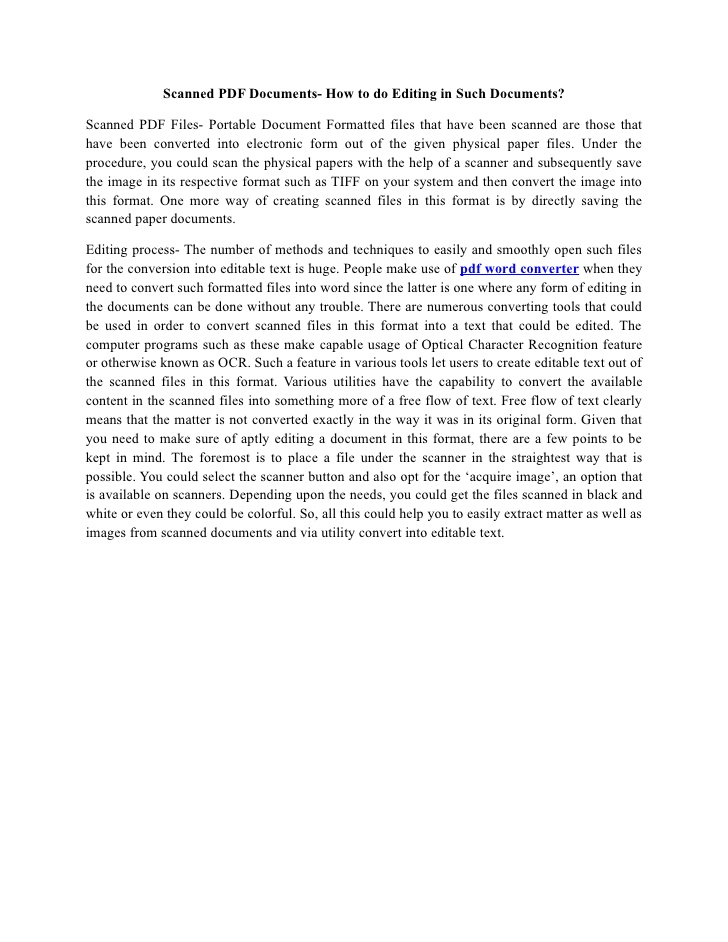 Scanned PDF Documents- How to do Editing in Such Documents?
Scanned PDF Files- Portable Document Formatted files that have been scanned are those that
have been converted into electronic form out of the given physical paper files. Under the
procedure, you could scan the physical papers with the help of a scanner and subsequently save
the image in its respective format such as TIFF on your system and then convert the image into
this format. One more way of creating scanned files in this format is by directly saving the
scanned paper documents.
Editing process- The number of methods and techniques to easily and smoothly open such files
for the conversion into editable text is huge. People make use of pdf word converter when they
need to convert such formatted files into word since the latter is one where any form of editing in
the documents can be done without any trouble. There are numerous converting tools that could
be used in order to convert scanned files in this format into a text that could be edited. The
computer programs such as these make capable usage of Optical Character Recognition feature
or otherwise known as OCR. Such a feature in various tools let users to create editable text out of
the scanned files in this format. Various utilities have the capability to convert the available
content in the scanned files into something more of a free flow of text. Free flow of text clearly
means that the matter is not converted exactly in the way it was in its original form. Given that
you need to make sure of aptly editing a document in this format, there are a few points to be
kept in mind. The foremost is to place a file under the scanner in the straightest way that is
possible. You could select the scanner button and also opt for the ‘acquire image’, an option that
is available on scanners. Depending upon the needs, you could get the files scanned in black and
white or even they could be colorful. So, all this could help you to easily extract matter as well as
images from scanned documents and via utility convert into editable text.